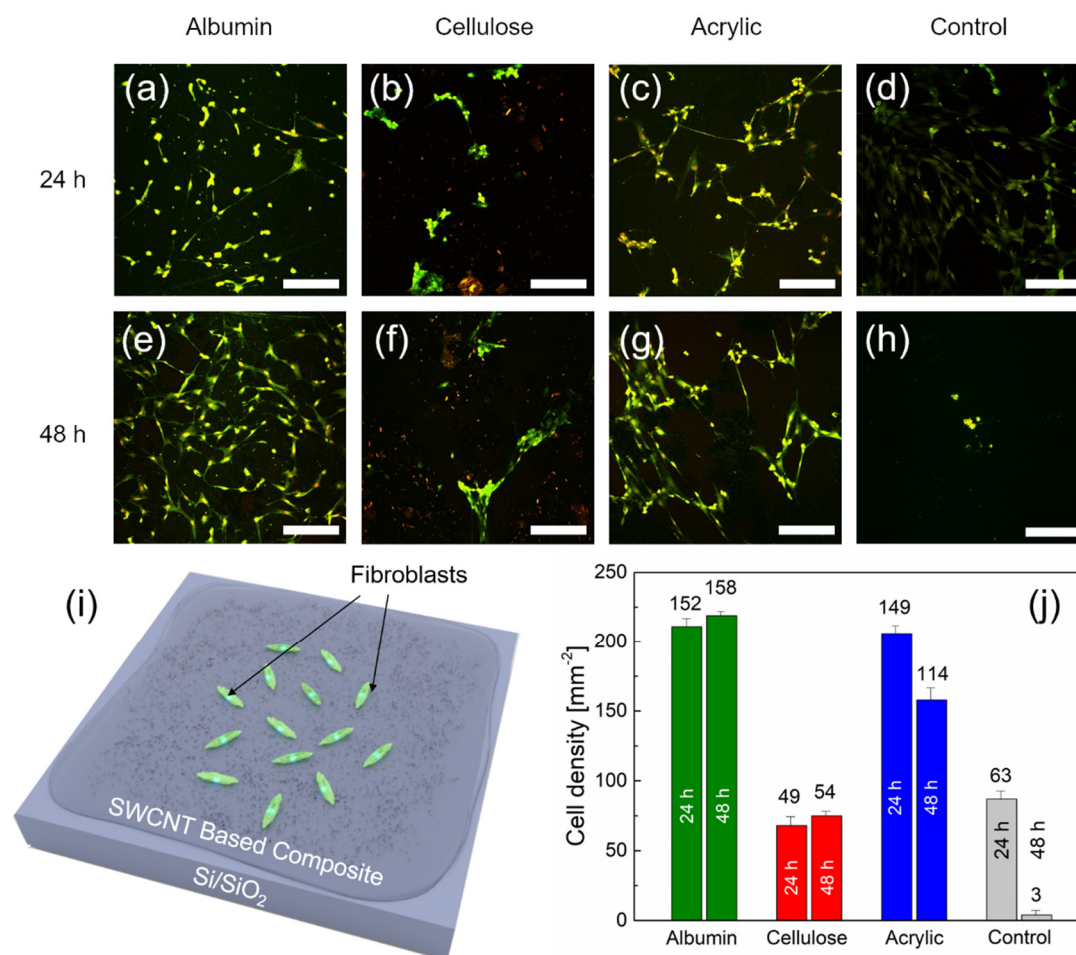 Albumin Cellulose Acrylic Control
24 h
(a) (b) (c) (d)
48 h
(e) (f) (g) (h)
(i)
Fibroblasts
SWCNT Based Composite
Si/SiO₂
(j)
Cell density [mm⁻²]
250
200
150
100
50
0
152 158
49 54
149 114
63 3
24 h 48 h
24 h 48 h
24 h 48 h
24 h 48 h
Albumin Cellulose Acrylic Control